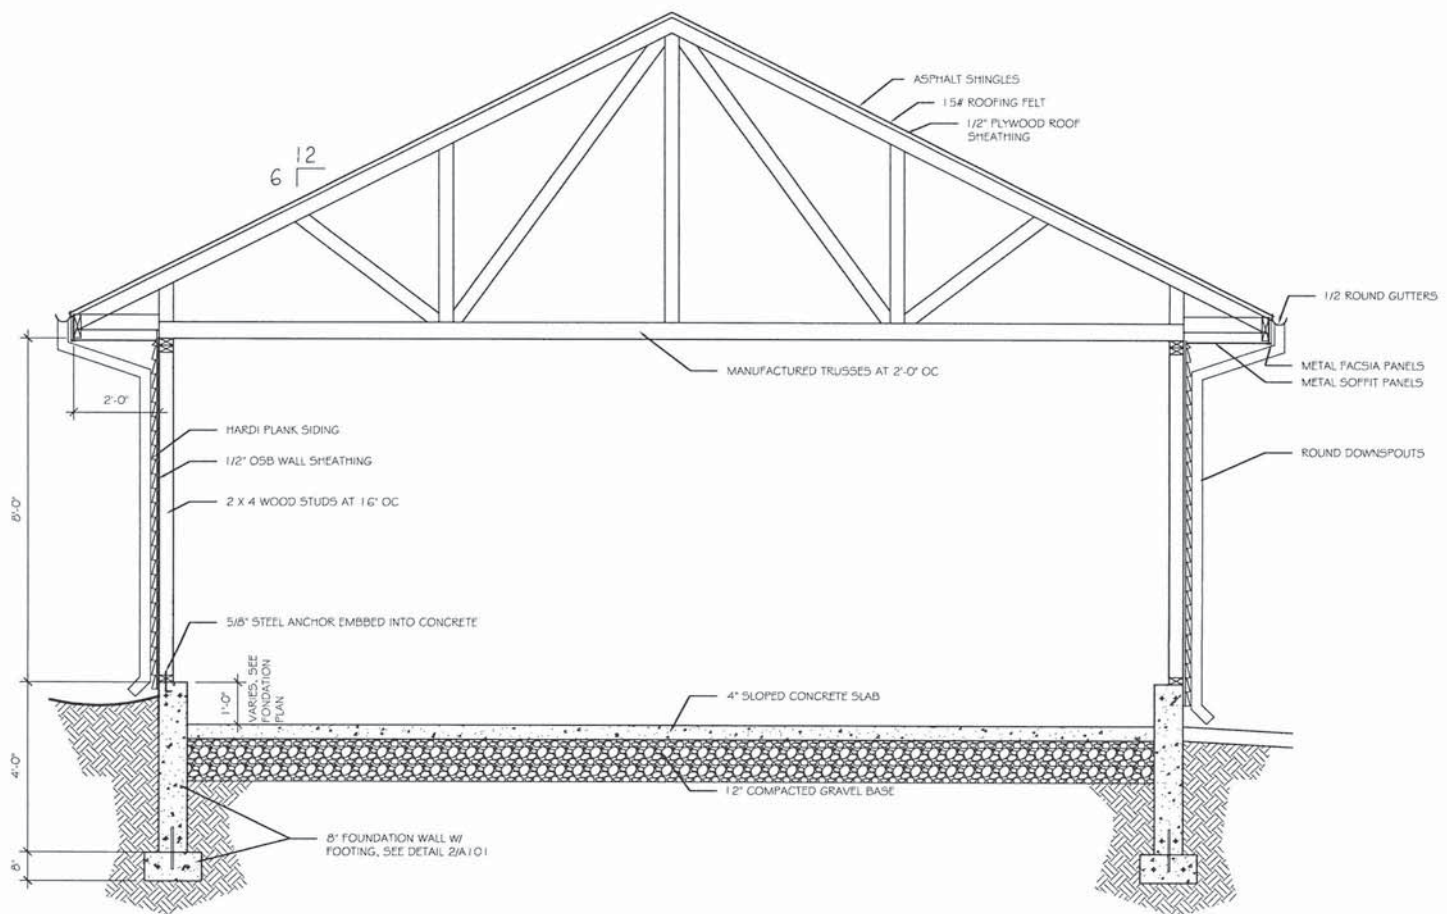 ASPHALT SHINGLES
15# ROOFING FELT
1/2" PLYWOOD ROOF
SHEATHING
12
6
1/2 ROUND GUTTERS
MANUFACTURED TRUSSES AT 2'-0" OC
METAL FACSIA PANELS
METAL SOFFIT PANELS
2'-0"
HARDI PLANK SIDING
1/2" OSB WALL SHEATHING
2 X 4 WOOD STUDS AT 16" OC
ROUND DOWNSPOUTS
8'-0"
5/8" STEEL ANCHOR EMBBED INTO CONCRETE
1'-0"
VARIES, SEE
FONDATION
PLAN
4" SLOPED CONCRETE SLAB
4'-0"
12" COMPACTED GRAVEL BASE
8" FOUNDATION WALL W/
FOOTING, SEE DETAIL 2/A101
8"